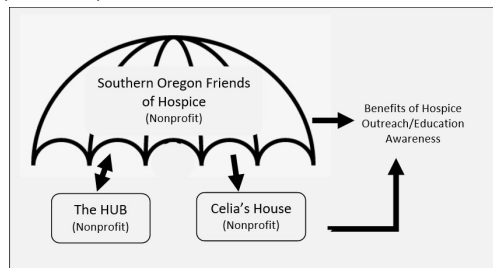 Southern Oregon Friends
of Hospice
(Nonprofit)
Benefits of Hospice
Outreach/Education
Awareness
The HUB
(Nonprofit)
Celia's House
(Nonprofit)